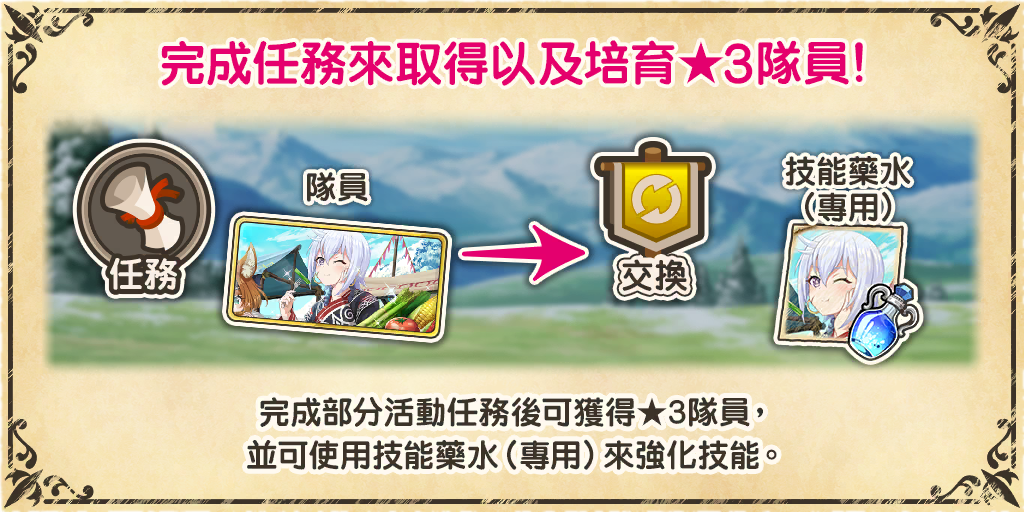 完成任務來取得以及培育★3隊員!
任務
隊員
交換
技能藥水
（專用）
完成部分活動任務後可獲得★3隊員，
並可使用技能藥水（專用）來強化技能。